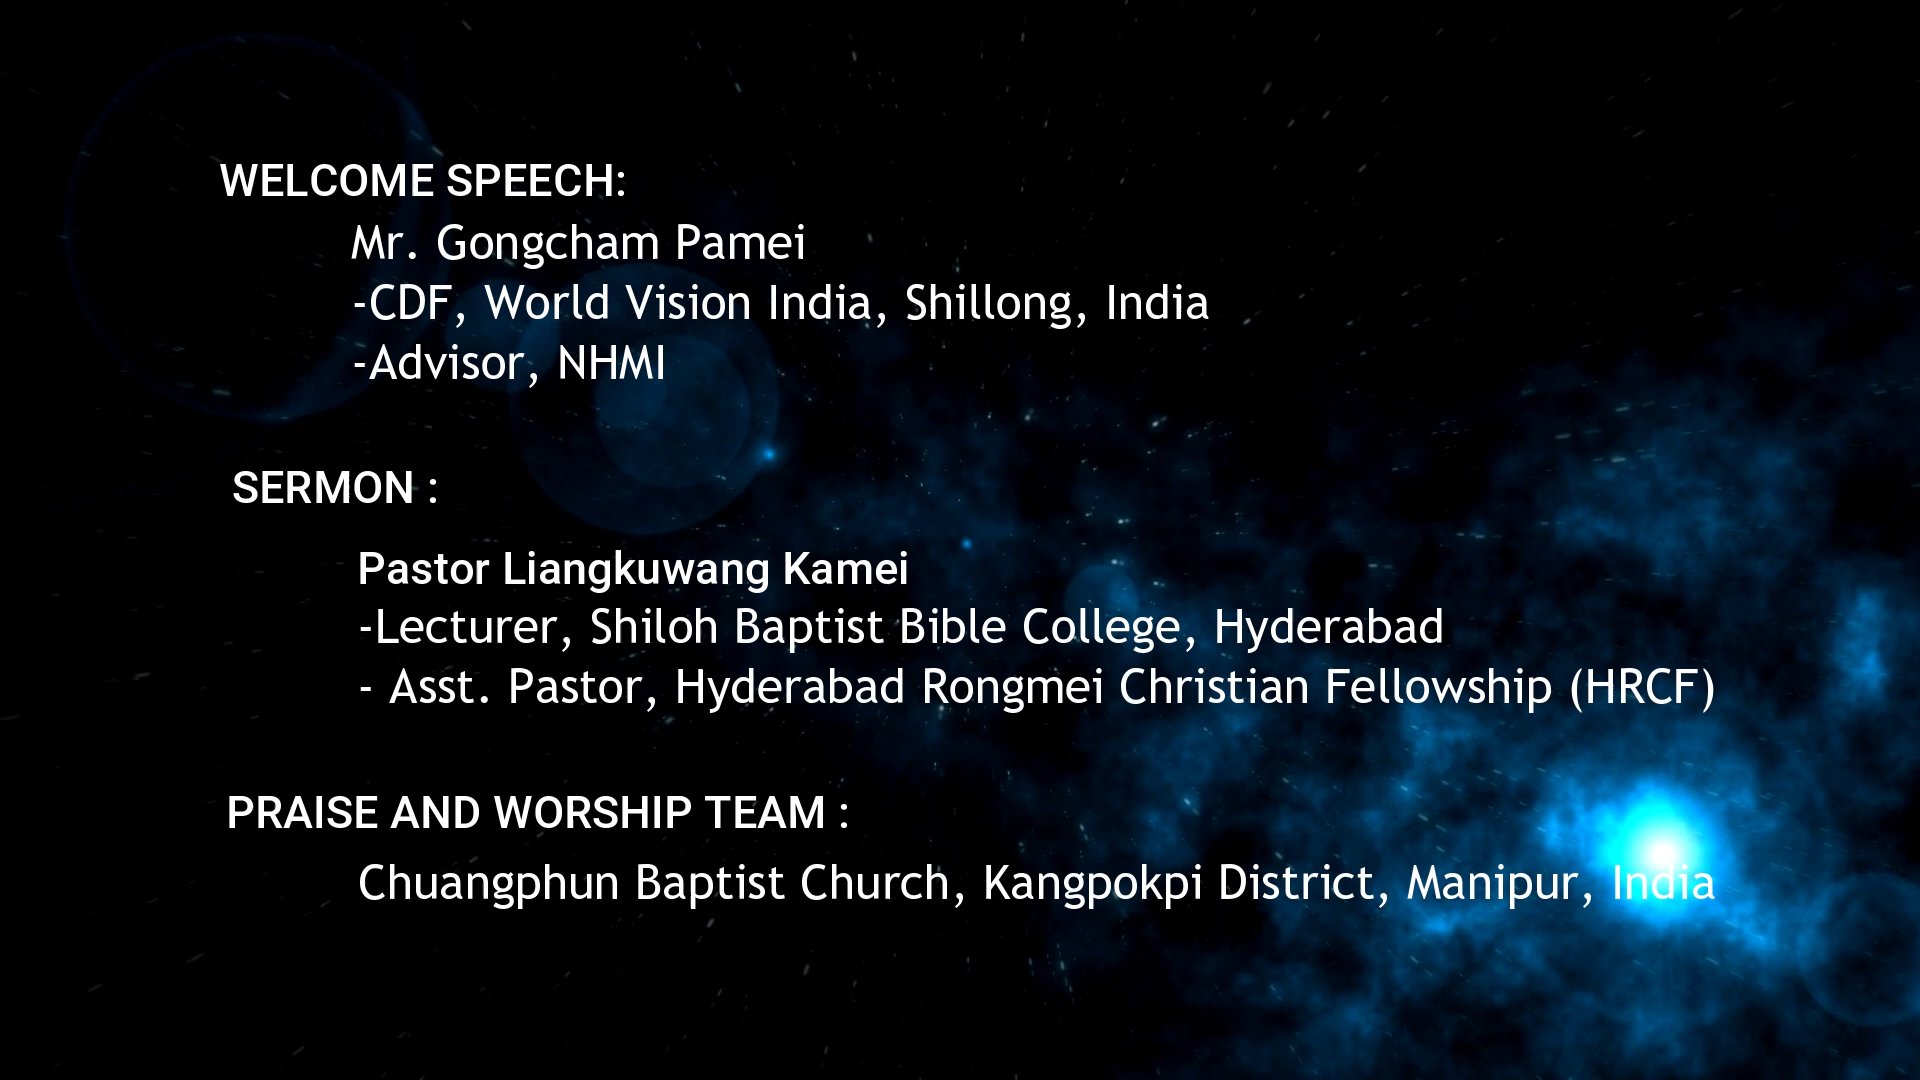 WELCOME SPEECH:
Mr. Gongcham Pamei
-CDF, World Vision India, Shillong, India
-Advisor, NHMI
SERMON :
Pastor Liangkuwang Kamei
-Lecturer, Shiloh Baptist Bible College, Hyderabad
- Asst. Pastor, Hyderabad Rongmei Christian Fellowship (HRCF)
PRAISE AND WORSHIP TEAM :
Chuangphun Baptist Church, Kangpokpi District, Manipur, India